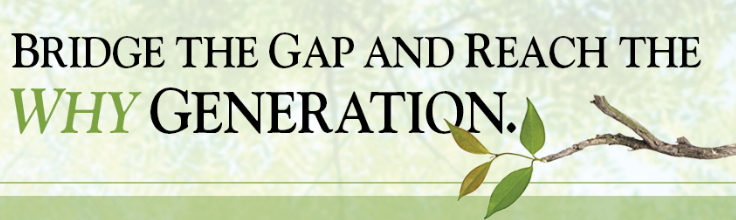 Bridge the Gap and Reach the
Why Generation.